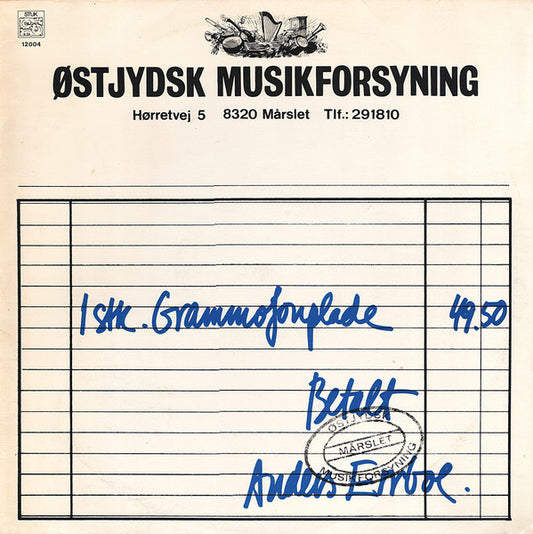 STUK
12004
ØSTJYDSK MUSIKFORSYNING
Hørretvej 5 8320 Mårslet Tlf.: 291810
1 stk. Grammofonplade 49.50
Betalt
ØSTJYDSK
MÅRSLET
MUSIKFORSYNING
Anders